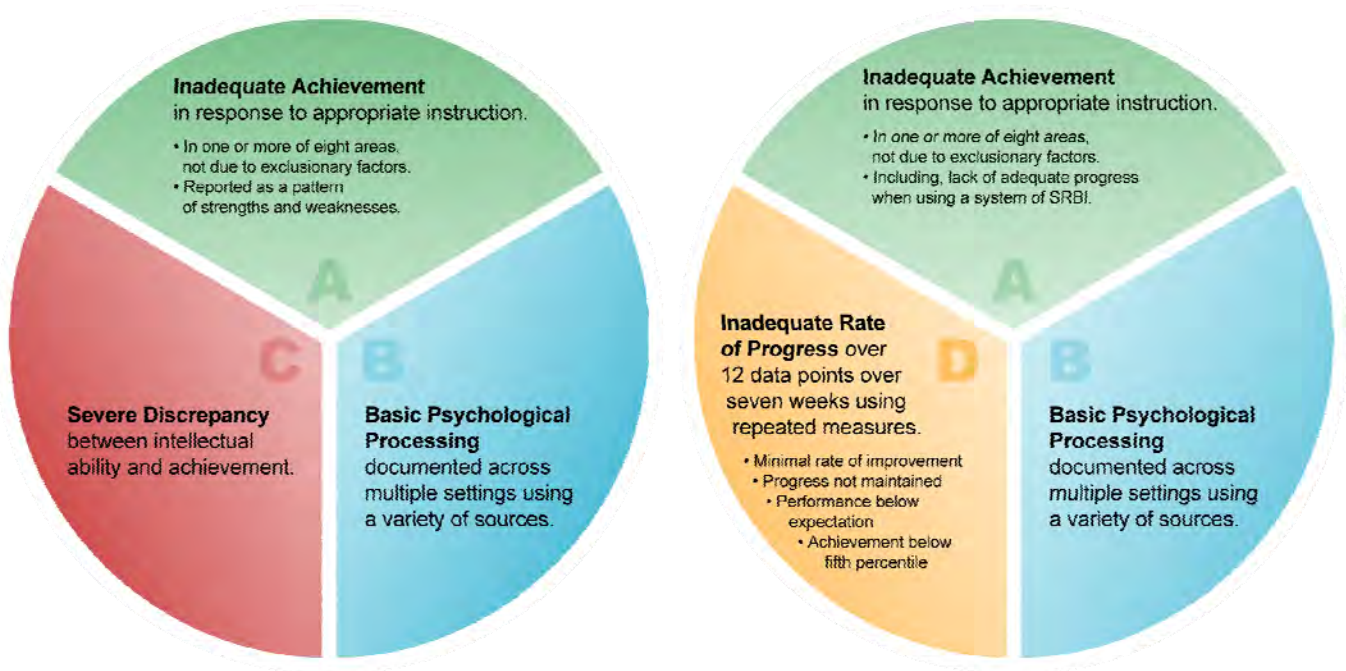 Inadequate Achievement
in response to appropriate instruction.
• In one or more of eight areas,
not due to exclusionary factors.
• Reported as a pattern
of strengths and weaknesses.
A
C
B
Severe Discrepancy
between intellectual
ability and achievement.
Basic Psychological
Processing
documented across
multiple settings using
a variety of sources.
Inadequate Achievement
in response to appropriate instruction.
• In one or more of eight areas,
not due to exclusionary factors.
• Including, lack of adequate progress
when using a system of SRBI.
A
D
B
Inadequate Rate
of Progress over
12 data points over
seven weeks using
repeated measures.
• Minimal rate of improvement
• Progress not maintained
• Performance below
expectation
• Achievement below
fifth percentile
Basic Psychological
Processing
documented across
multiple settings using
a variety of sources.